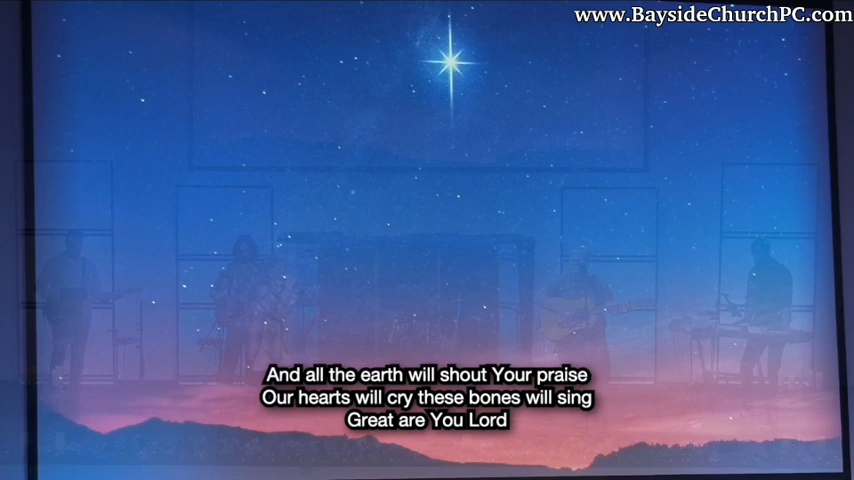 www.BaysideChurchPC.com
And all the earth will shout Your praise
Our hearts will cry these bones will sing
Great are You Lord